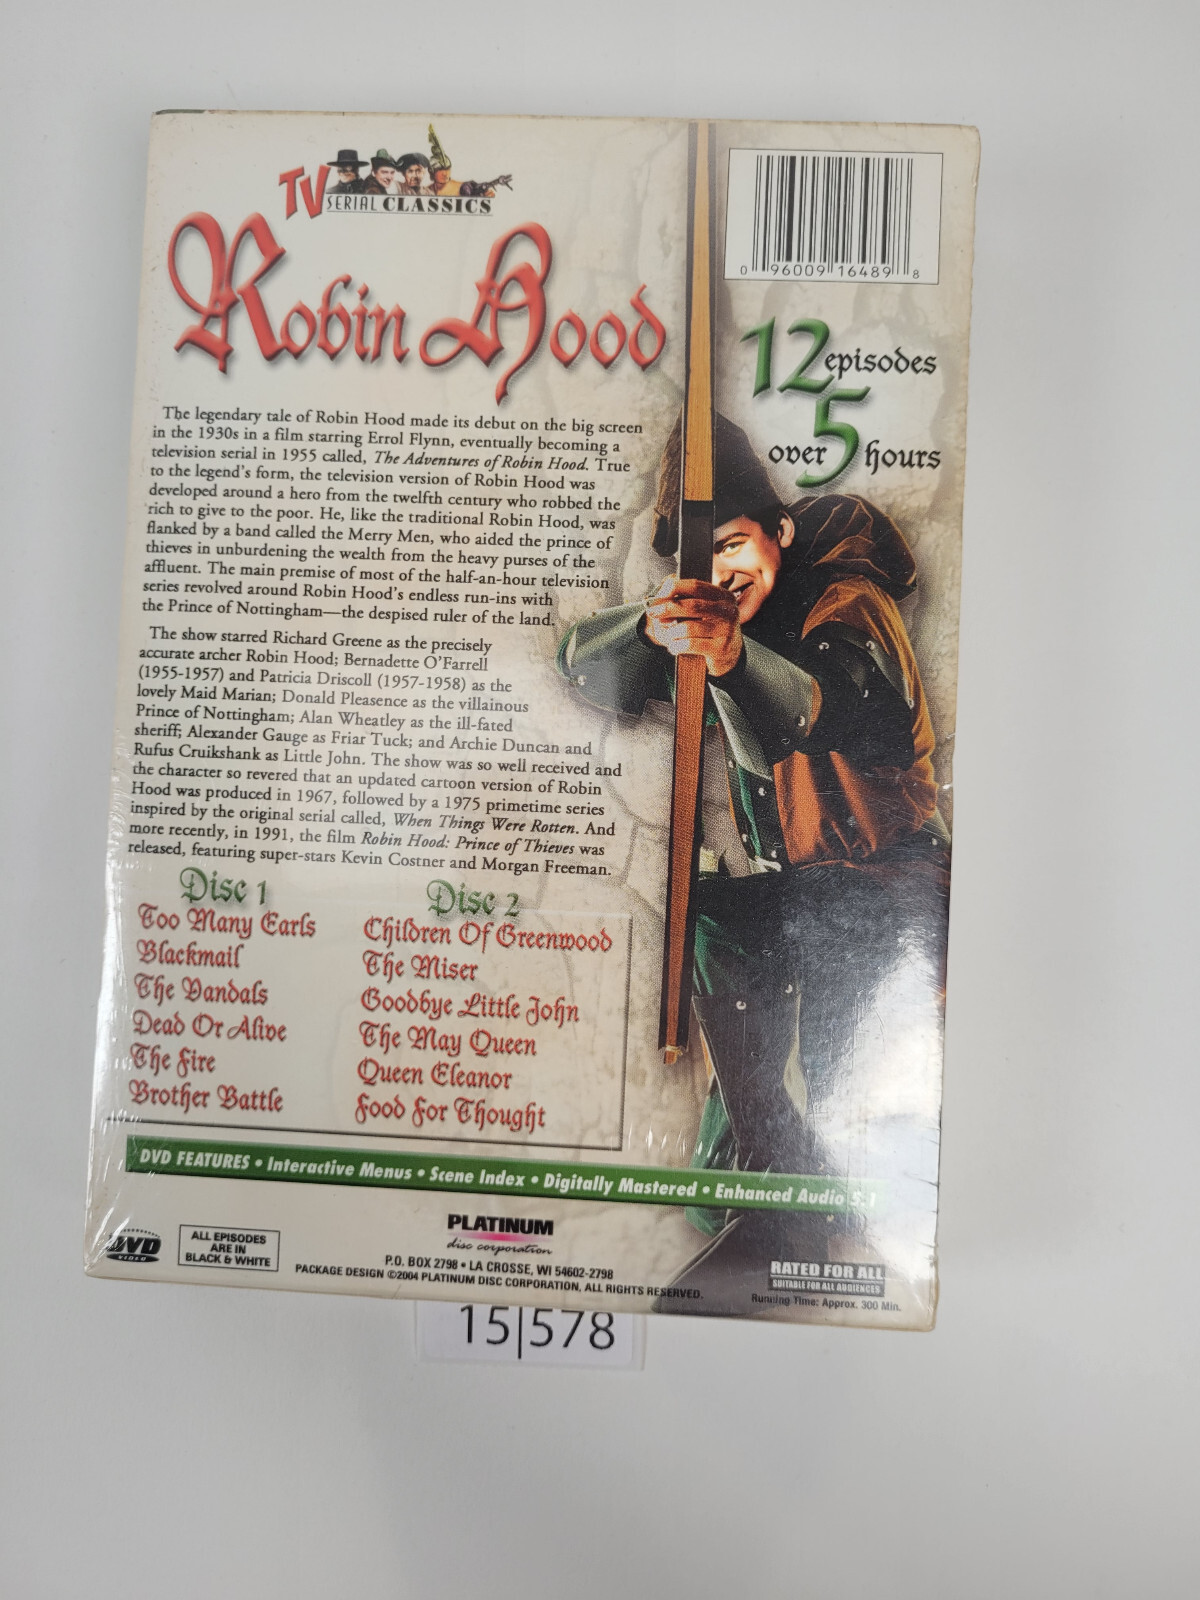 TV
SERIAL CLASSICS
Robin Hood
0 96009 16489 8
12 episodes
over 5 hours
The legendary tale of Robin Hood made its debut on the big screen
in the 1930s in a film starring Errol Flynn, eventually becoming a
television serial in 1955 called, The Adventures of Robin Hood. True
to the legend's form, the television version of Robin Hood was
developed around a hero from the twelfth century who robbed the
rich to give to the poor. He, like the traditional Robin Hood, was
flanked by a band called the Merry Men, who aided the prince of
thieves in unburdening the wealth from the heavy purses of the
affluent. The main premise of most of the half-an-hour television
series revolved around Robin Hood's endless run-ins with
the Prince of Nottingham—the despised ruler of the land.
The show starred Richard Greene as the precisely
accurate archer Robin Hood; Bernadette O'Farrell
(1955-1957) and Patricia Driscoll (1957-1958) as the
lovely Maid Marian; Donald Pleasence as the villainous
Prince of Nottingham; Alan Wheatley as the ill-fated
sheriff; Alexander Gauge as Friar Tuck; and Archie Duncan and
Rufus Cruikshank as Little John. The show was so well received and
the character so revered that an updated cartoon version of Robin
Hood was produced in 1967, followed by a 1975 primetime series
inspired by the original serial called, When Things Were Rotten. And
more recently, in 1991, the film Robin Hood: Prince of Thieves was
released, featuring super-stars Kevin Costner and Morgan Freeman.
Disc 1
Too Many Earls
Blackmail
The Vandals
Dead Or Alive
The Fire
Brother Battle
Disc 2
Children Of Greenwood
The Miser
Goodbye Little John
The May Queen
Queen Eleanor
Food For Thought
DVD FEATURES • Interactive Menus • Scene Index • Digitally Mastered • Enhanced Audio 5.1
DVD
VIDEO
ALL EPISODES
ARE IN
BLACK & WHITE
PLATINUM
disc corporation
P.O. BOX 2798 • LA CROSSE, WI 54602-2798
PACKAGE DESIGN ©2004 PLATINUM DISC CORPORATION, ALL RIGHTS RESERVED.
RATED FOR ALL
SUITABLE FOR ALL AUDIENCES
Running Time: Approx. 300 Min.
15|578